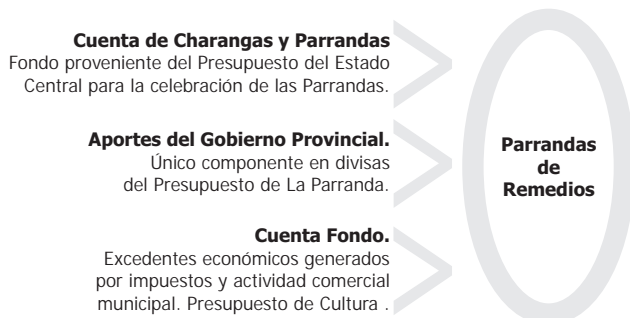 Cuenta de Charangas y Parrandas
Fondo proveniente del Presupuesto del Estado
Central para la celebración de las Parrandas.
Aportes del Gobierno Provincial.
Único componente en divisas
del Presupuesto de La Parranda.
Cuenta Fondo.
Excedentes económicos generados
por impuestos y actividad comercial
municipal. Presupuesto de Cultura .
Parrandas
de
Remedios